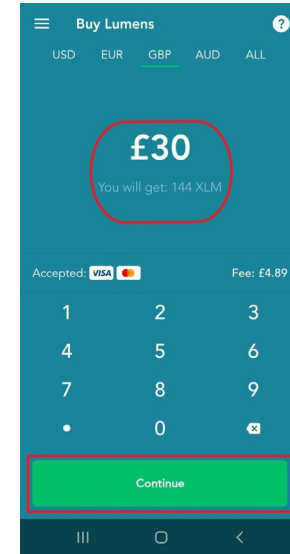 Buy Lumens ?
USD EUR GBP AUD ALL
£30
You will get: 144 XLM
Accepted: VISA Fee: £4.89
1 2 3
4 5 6
7 8 9
• 0
Continue